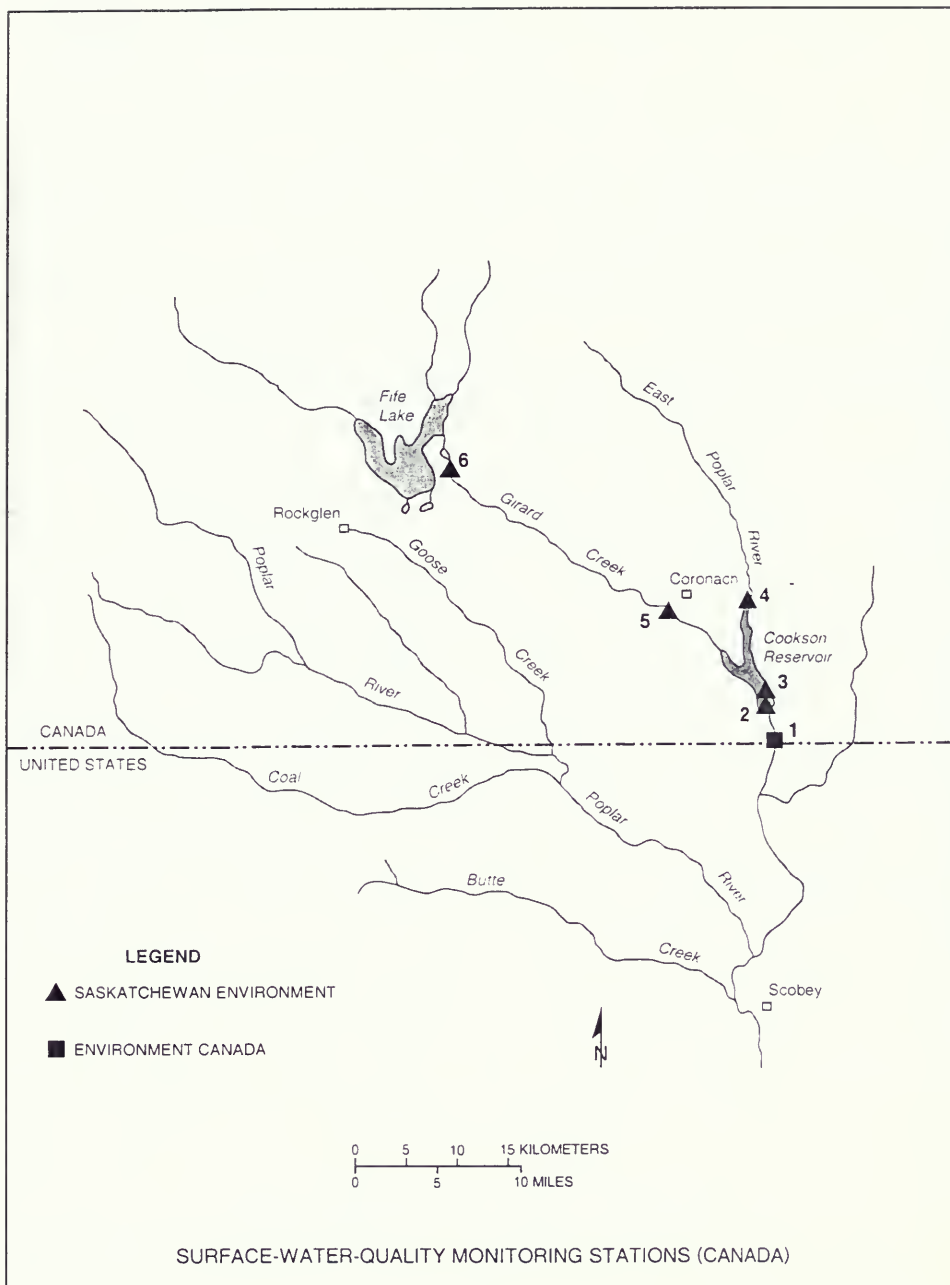 Fife
Lake
6
East
Poplar
River
Girard
Creek
Rockglen
Goose
Creek
Coronach
4
5
Poplar
River
Cookson
Reservoir
3
2
1
CANADA
UNITED STATES
Coal
Creek
Poplar
River
Butte
Creek
Scobey
LEGEND
SASKATCHEWAN ENVIRONMENT
ENVIRONMENT CANADA
N
0 5 10 15 KILOMETERS
0 5 10 MILES
SURFACE-WATER-QUALITY MONITORING STATIONS (CANADA)